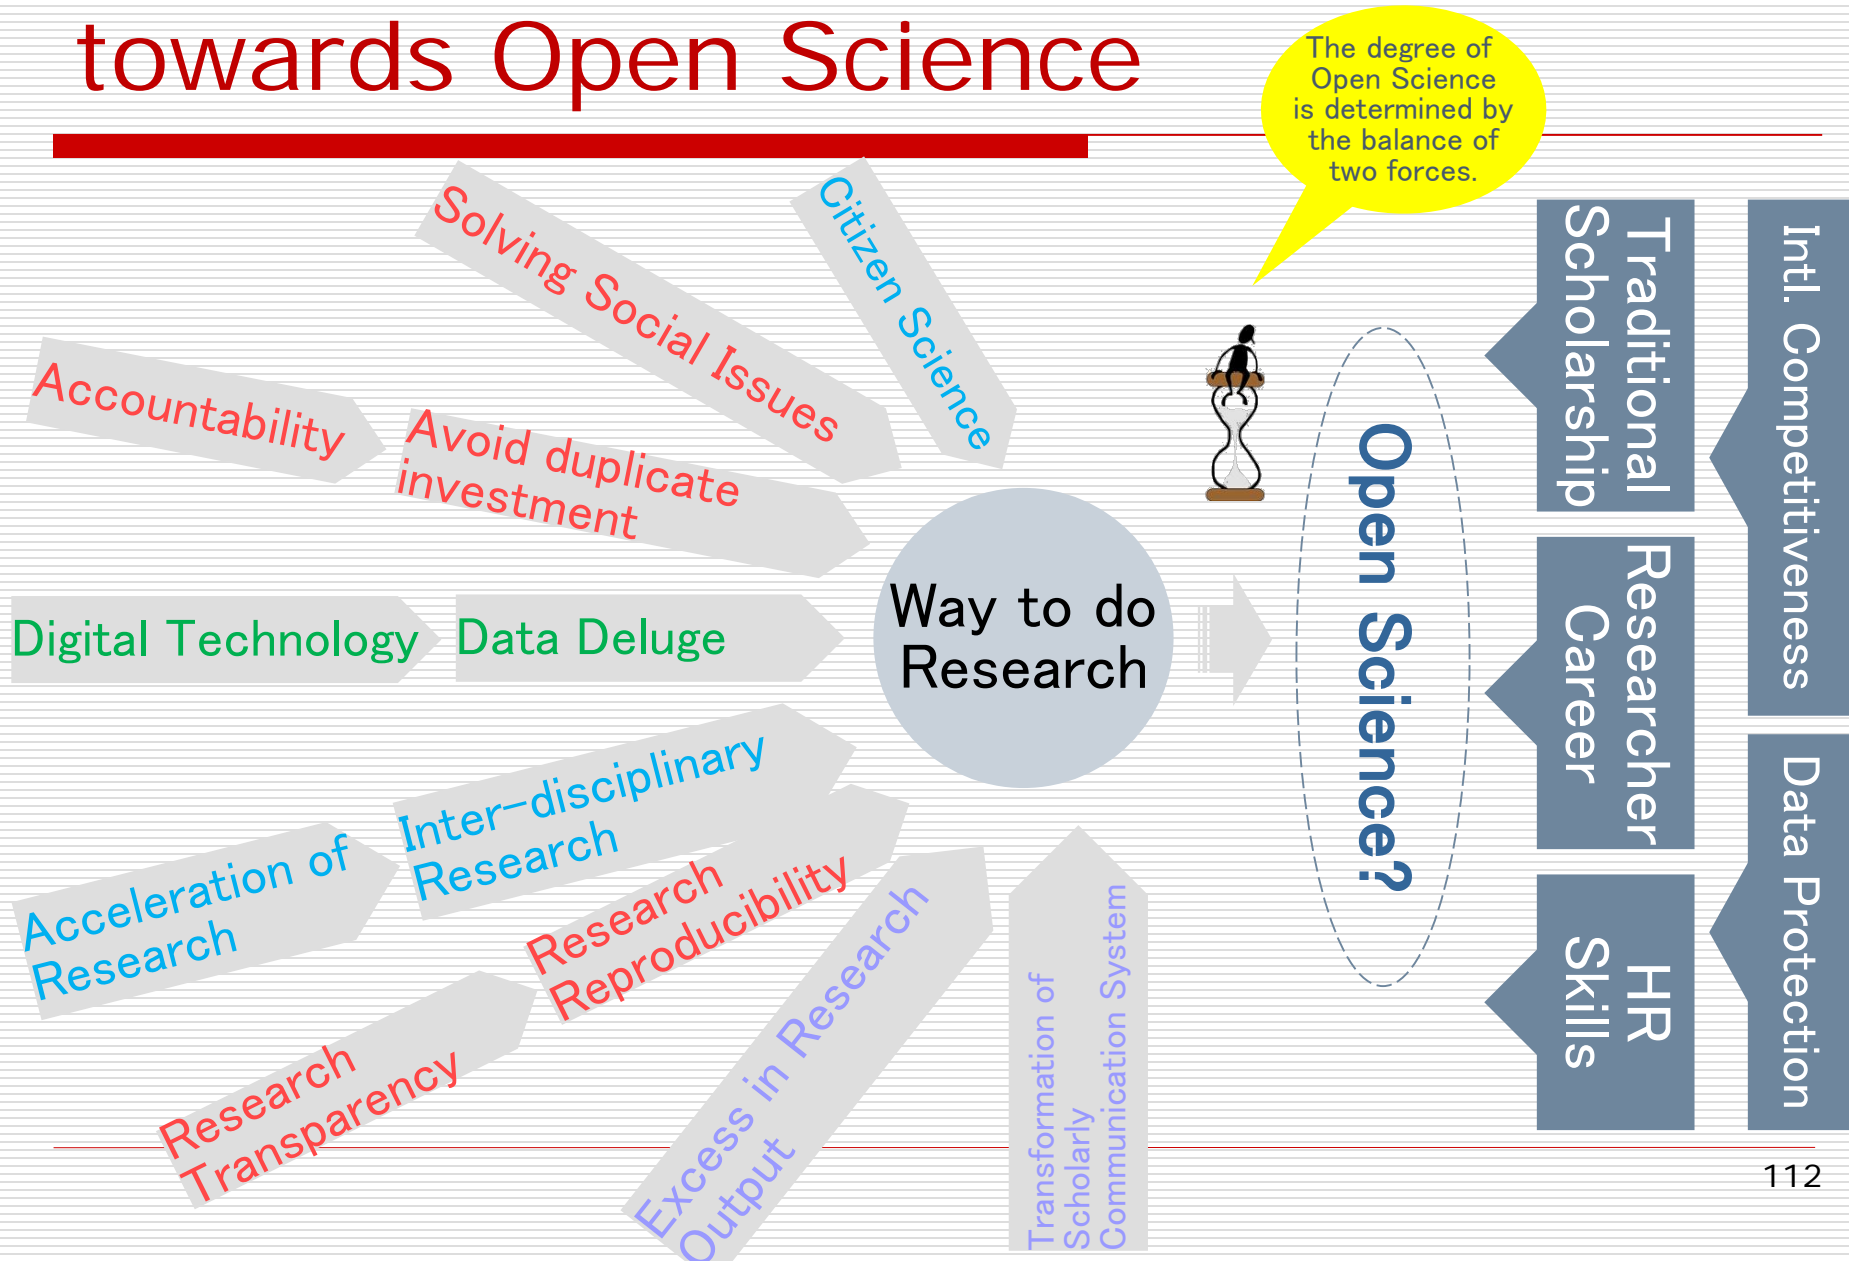 towards Open Science
The degree of
Open Science
is determined by
the balance of
two forces.
Solving Social Issues
Citizen Science
Accountability
Avoid duplicate
investment
Digital Technology
Data Deluge
Way to do
Research
Inter-disciplinary
Research
Acceleration of
Research
Research
Reproducibility
Research
Transparency
Excess in Research
Output
Transformation of
Scholarly
Communication System
Open Science?
Traditional
Scholarship
Researcher
Career
HR
Skills
Intl. Competitiveness
Data Protection
112